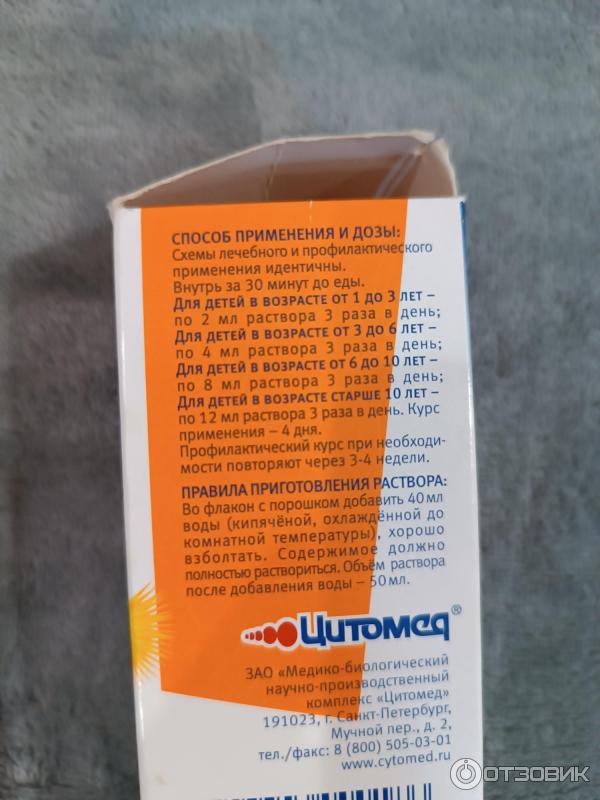 СПОСОБ ПРИМЕНЕНИЯ И ДОЗЫ:
Схемы лечебного и профилактического
применения идентичны.
Внутрь за 30 минут до еды.
ДЛЯ ДЕТЕЙ В ВОЗРАСТЕ ОТ 1 ДО 3 ЛЕТ –
по 2 мл раствора 3 раза в день;
ДЛЯ ДЕТЕЙ В ВОЗРАСТЕ ОТ 3 ДО 6 ЛЕТ –
по 4 мл раствора 3 раза в день;
ДЛЯ ДЕТЕЙ В ВОЗРАСТЕ ОТ 6 ДО 10 ЛЕТ –
по 8 мл раствора 3 раза в день;
ДЛЯ ДЕТЕЙ В ВОЗРАСТЕ СТАРШЕ 10 ЛЕТ –
по 12 мл раствора 3 раза в день. Курс
применения – 4 дня.
Профилактический курс при необходи-
мости повторяют через 3-4 недели.
ПРАВИЛА ПРИГОТОВЛЕНИЯ РАСТВОРА:
Во флакон с порошком добавить 40 мл
воды (кипячёной, охлаждённой до
комнатной температуры), хорошо
взболтать. Содержимое должно
полностью раствориться. Объём раствора
после добавления воды – 50 мл.
Цитомед®
ЗАО «Медико-биологический
научно-производственный
комплекс «Цитомед»
191023, г. Санкт-Петербург,
Мучной пер., д. 2,
тел./факс: 8 (800) 505-03-01
www.cytomed.ru
ОТЗОВИК